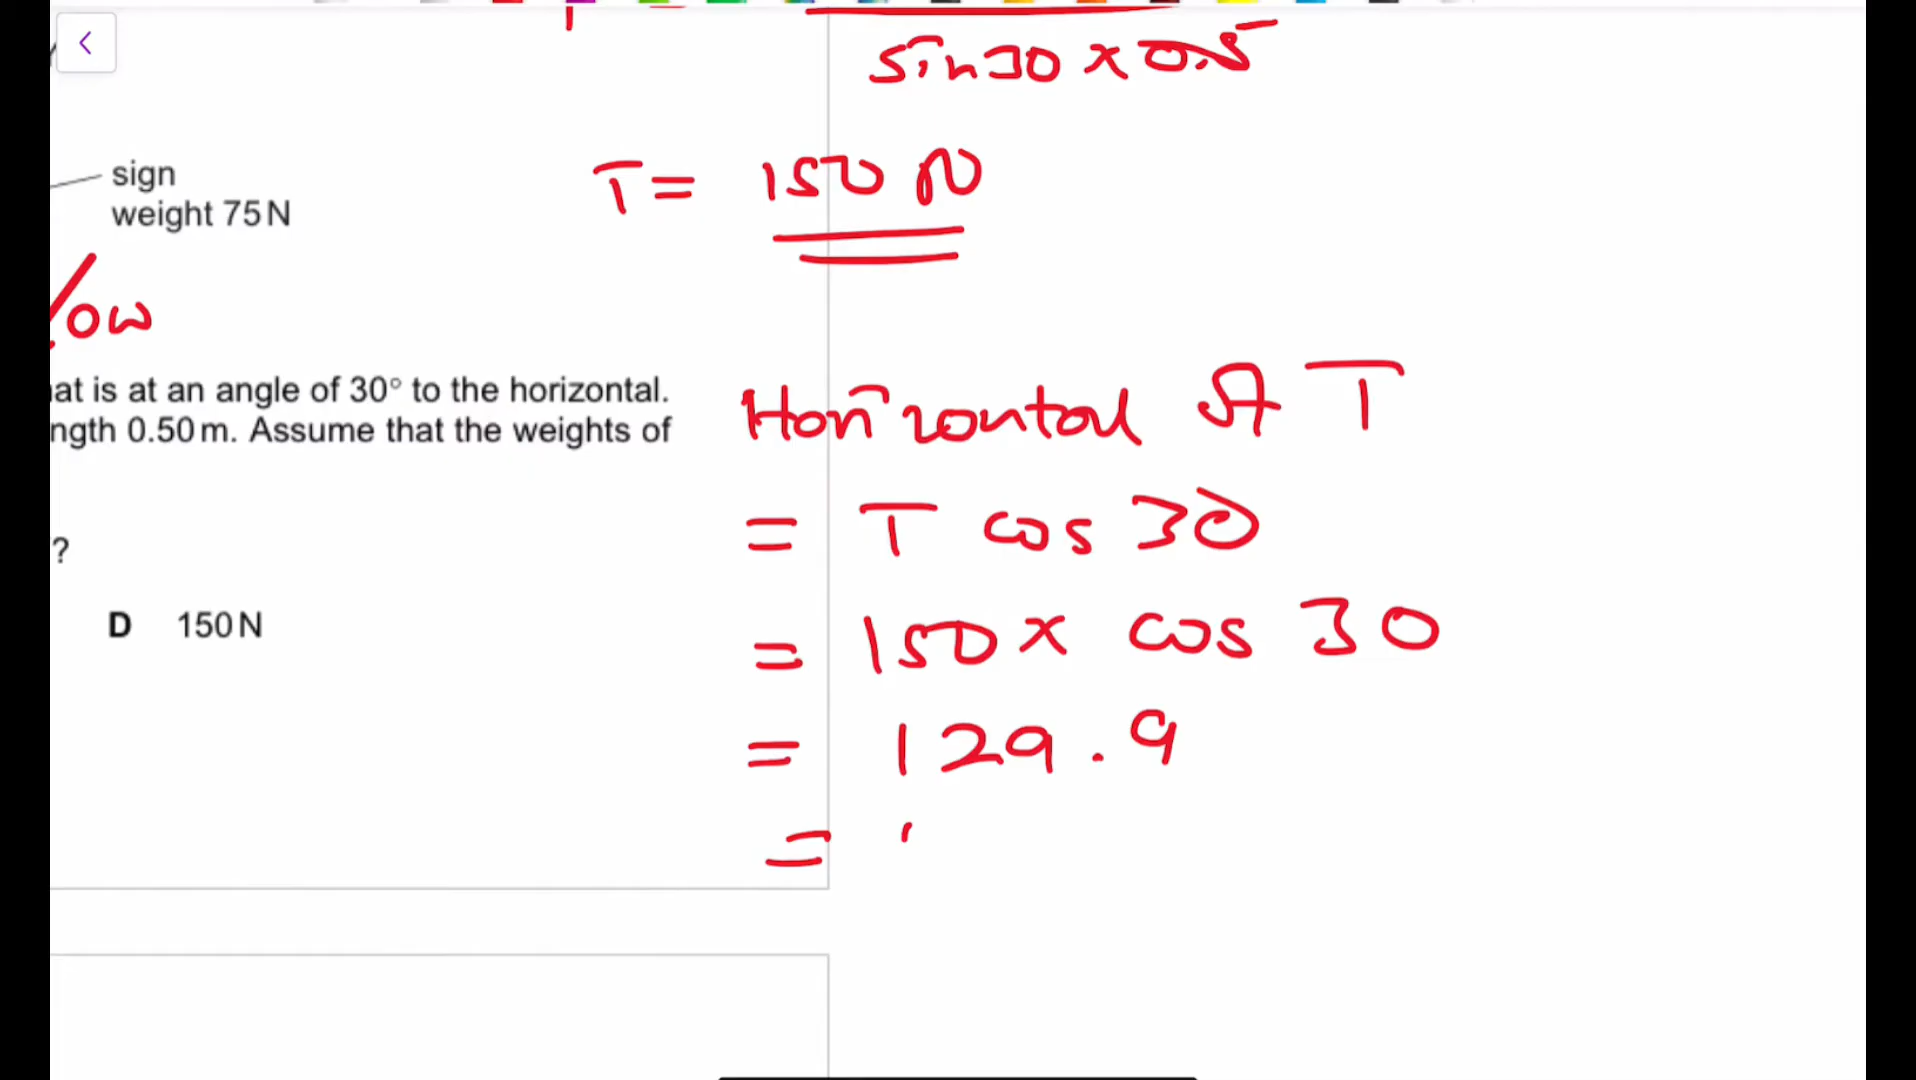 sin30 x 0.5
sign
weight 75 N
T = 150 N
ow
at is at an angle of 30° to the horizontal.
ngth 0.50 m. Assume that the weights of
Horizontal of T
= T cos 30
?
D 150 N
= 150 x cos 30
= 129.9
=